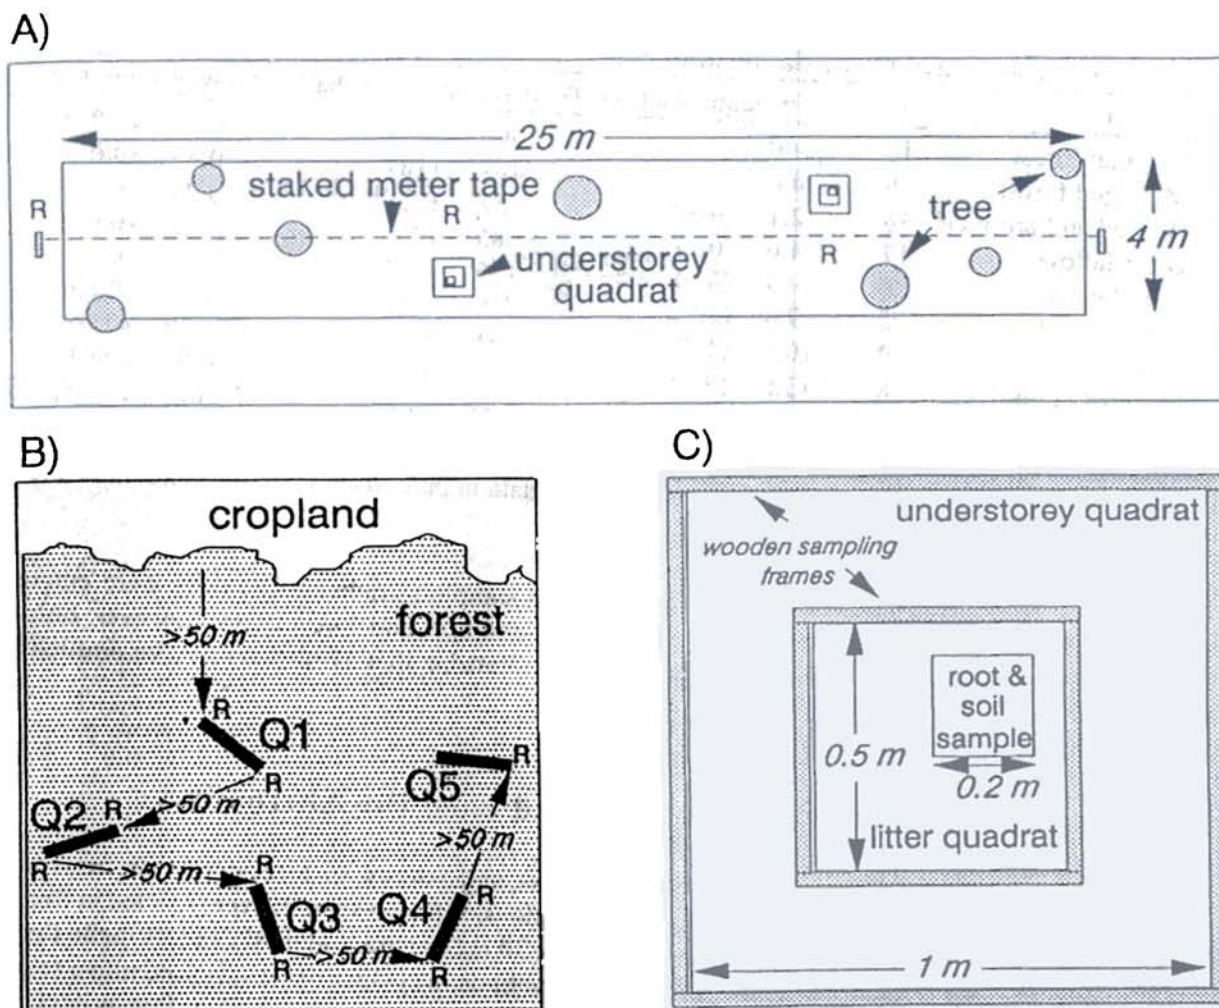 A)
25 m
staked meter tape
R
R
tree
R
R
4 m
understorey
quadrat
B)
cropland
forest
>50 m
R
Q1
R
Q5
R
>50 m
Q2
R
R
>50 m
>50 m
R
Q3
Q4
R
R
>50 m
R
C)
understorey quadrat
wooden sampling
frames
root &
soil
sample
0.5 m
0.2 m
litter quadrat
1 m